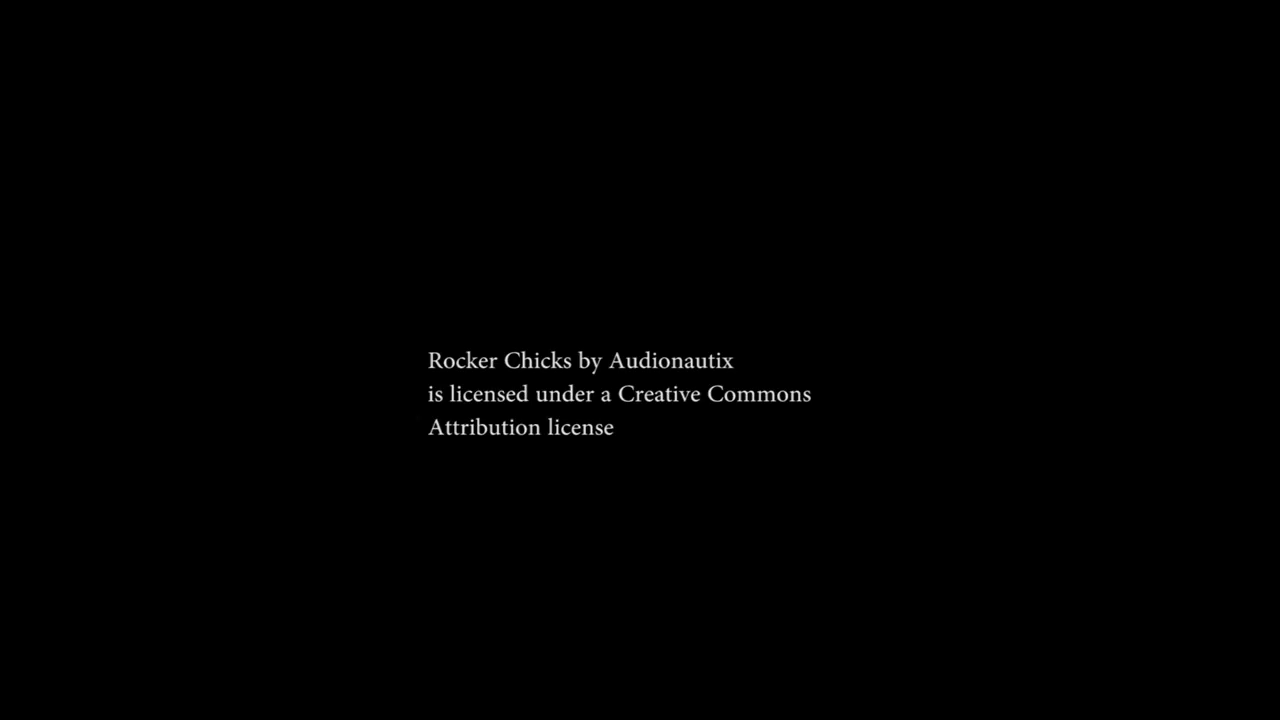 Rocker Chicks by Audionautix
is licensed under a Creative Commons
Attribution license